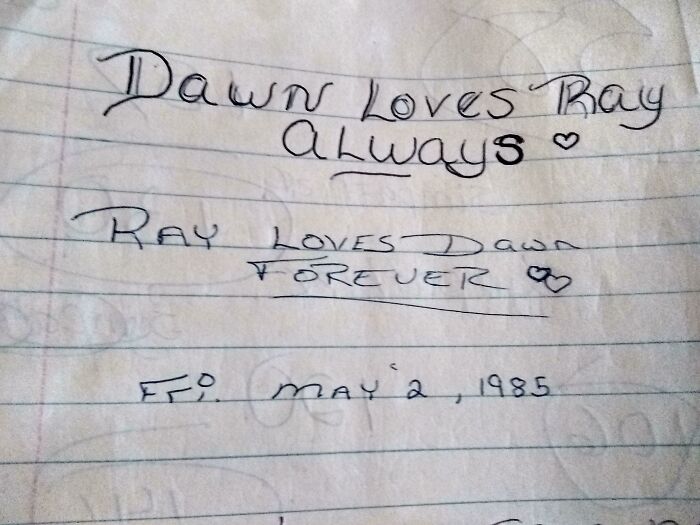 Dawn Loves Ray
ALways ♡
RAY LOVES Dawn
FOREVER ♡♡
Fri. MAY 2, 1985